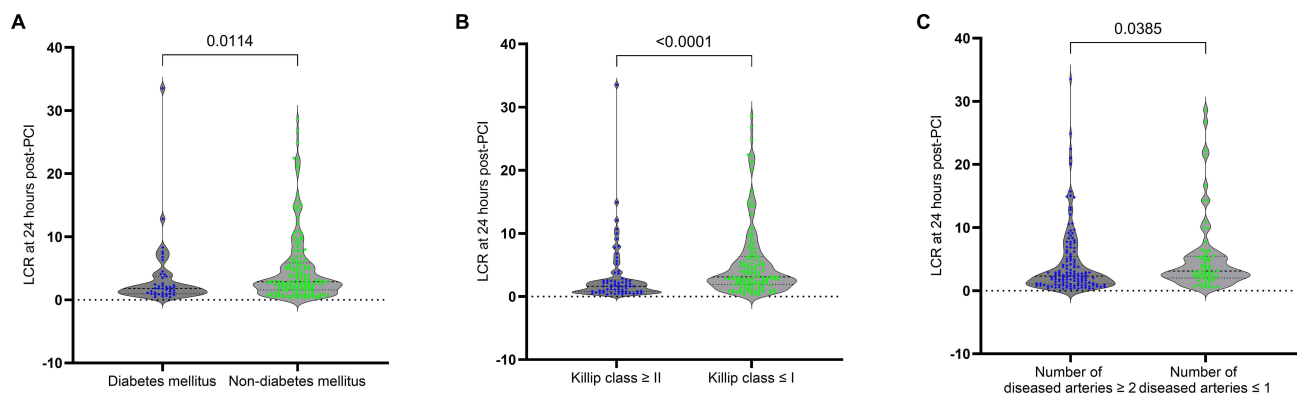 A
0.0114
LCR at 24 hours post-PCI
40
30
20
10
0
-10
Diabetes mellitus
Non-diabetes mellitus
B
<0.0001
LCR at 24 hours post-PCI
40
30
20
10
0
-10
Killip class ≥ II
Killip class ≤ I
C
0.0385
LCR at 24 hours post-PCI
40
30
20
10
0
-10
Number of
diseased arteries ≥ 2
Number of
diseased arteries ≤ 1